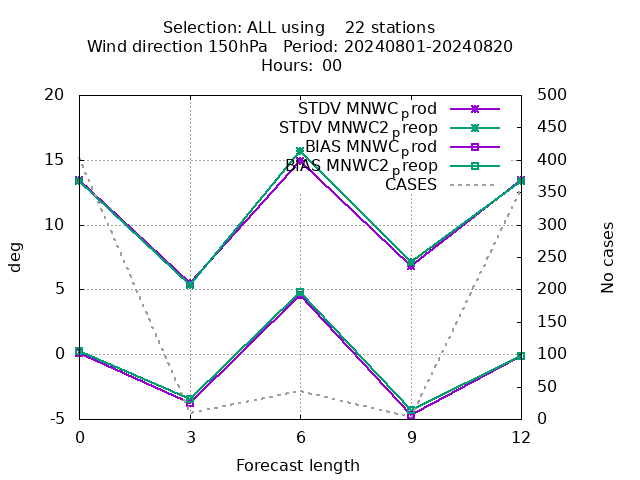 Selection: ALL using    22 stations
Wind direction 150hPa   Period: 20240801-20240820
Hours: 00
STDV MNWC_prod
STDV MNWC2_preop
BIAS MNWC_prod
BIAS MNWC2_preop
CASES
20
15
10
5
0
-5
deg
500
450
400
350
300
250
200
150
100
50
0
No cases
0 3 6 9 12
Forecast length